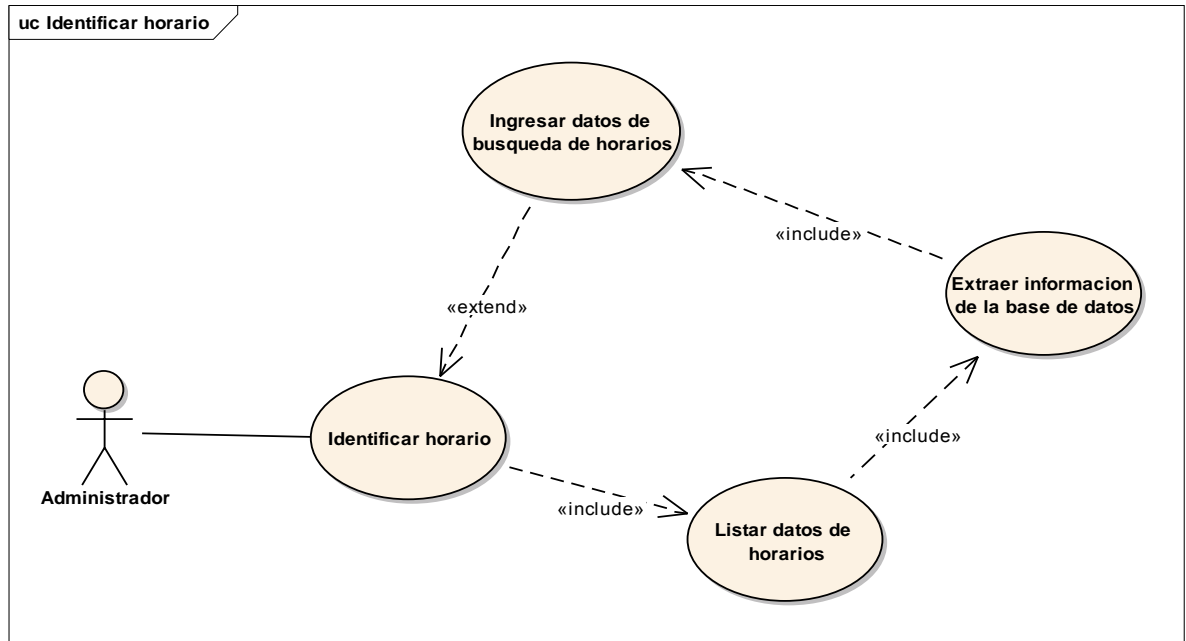 uc Identificar horario
Ingresar datos de
busqueda de horarios
«include»
Extraer informacion
de la base de datos
«extend»
Identificar horario
Administrador
«include»
«include»
Listar datos de
horarios